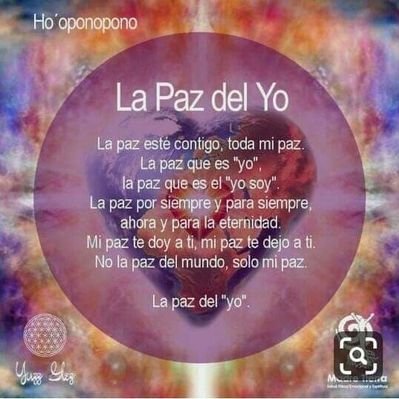 Ho´oponopono
La Paz del Yo
La paz esté contigo, toda mi paz.
La paz que es "yo",
la paz que es el "yo soy".
La paz por siempre y para siempre,
ahora y para la eternidad.
Mi paz te doy a ti, mi paz te dejo a ti.
No la paz del mundo, solo mi paz.
La paz del "yo".
Yuzz Glez